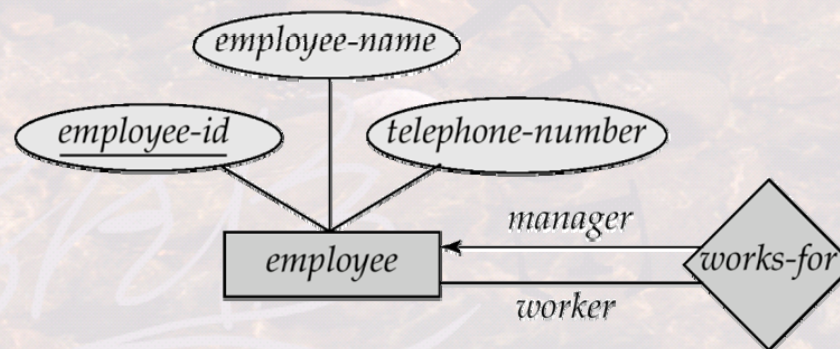 employee-name
employee-id
telephone-number
manager
employee
works-for
worker